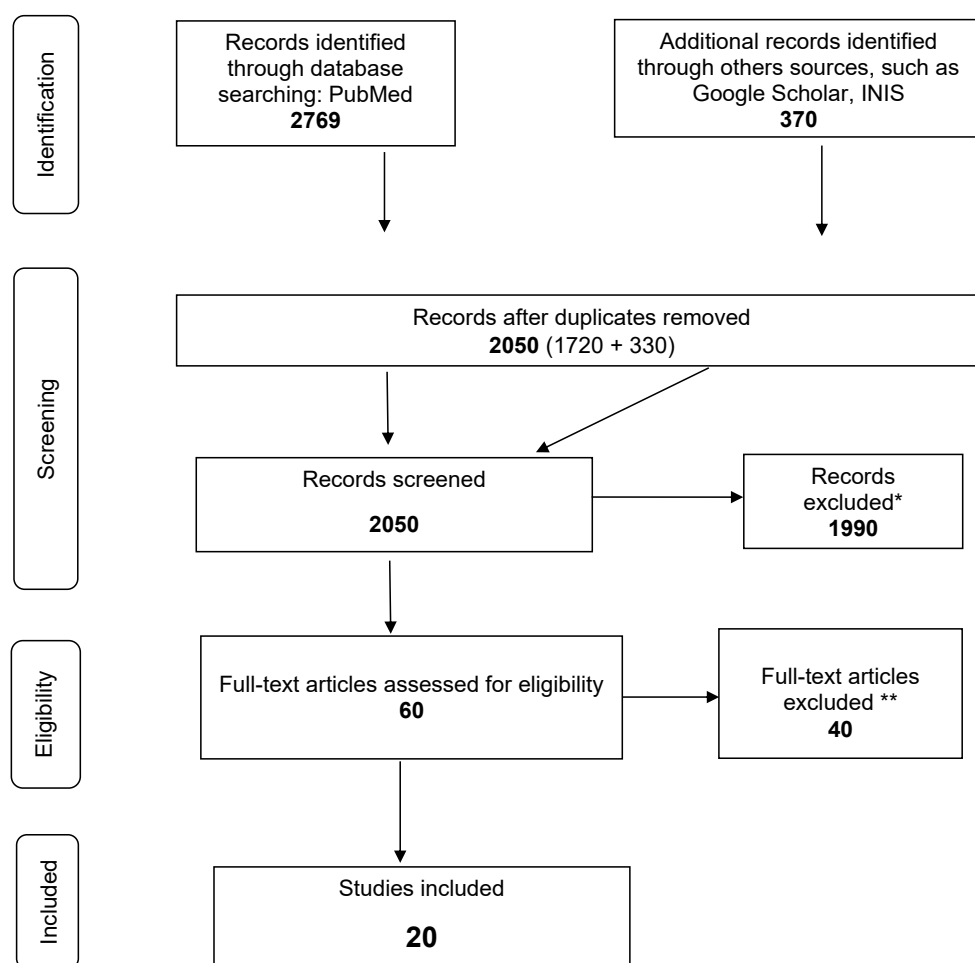 Identification
Records identified
through database
searching: PubMed
2769
Additional records identified
through others sources, such as
Google Scholar, INIS
370
Screening
Records after duplicates removed
2050 (1720 + 330)
Records screened
2050
Records
excluded*
1990
Eligibility
Full-text articles assessed for eligibility
60
Full-text articles
excluded **
40
Included
Studies included
20